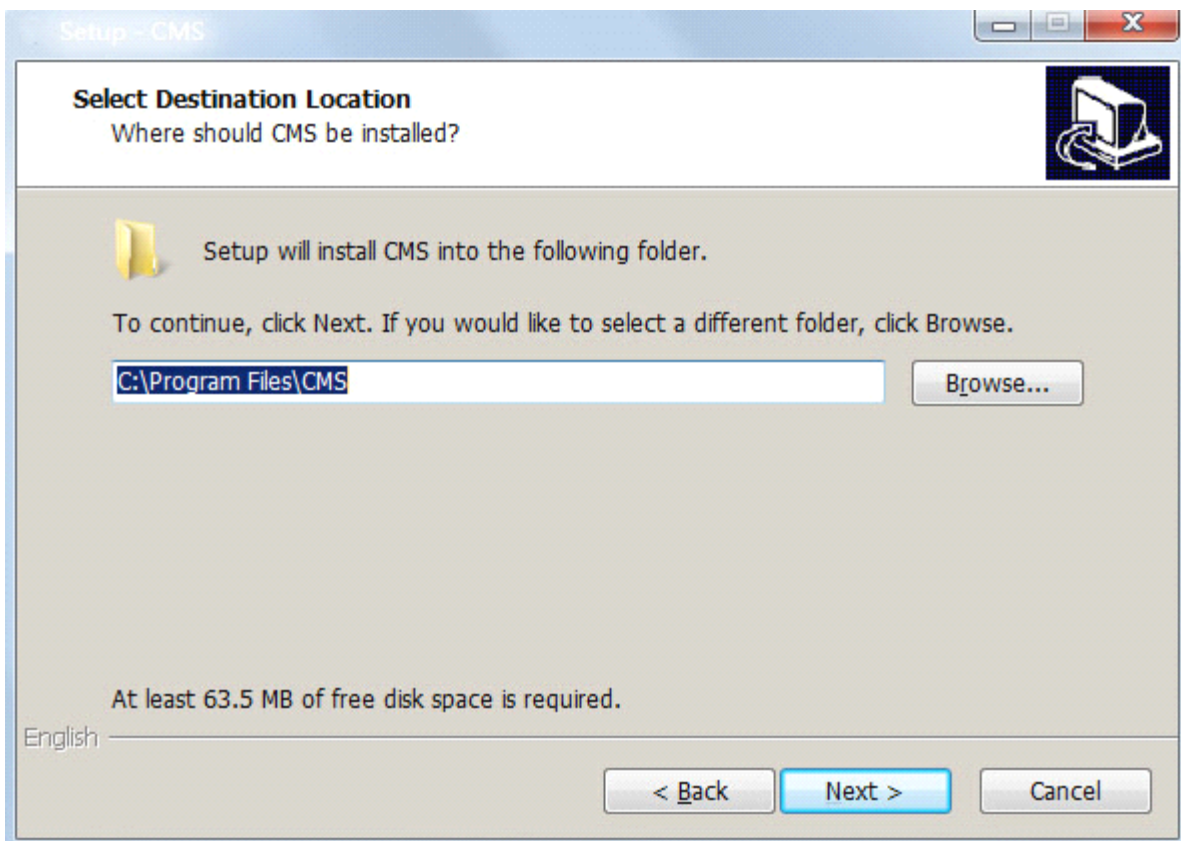 Setup - CMS
Select Destination Location
Where should CMS be installed?
Setup will install CMS into the following folder.
To continue, click Next. If you would like to select a different folder, click Browse.
C:\Program Files\CMS
Browse...
At least 63.5 MB of free disk space is required.
English
< Back
Next >
Cancel